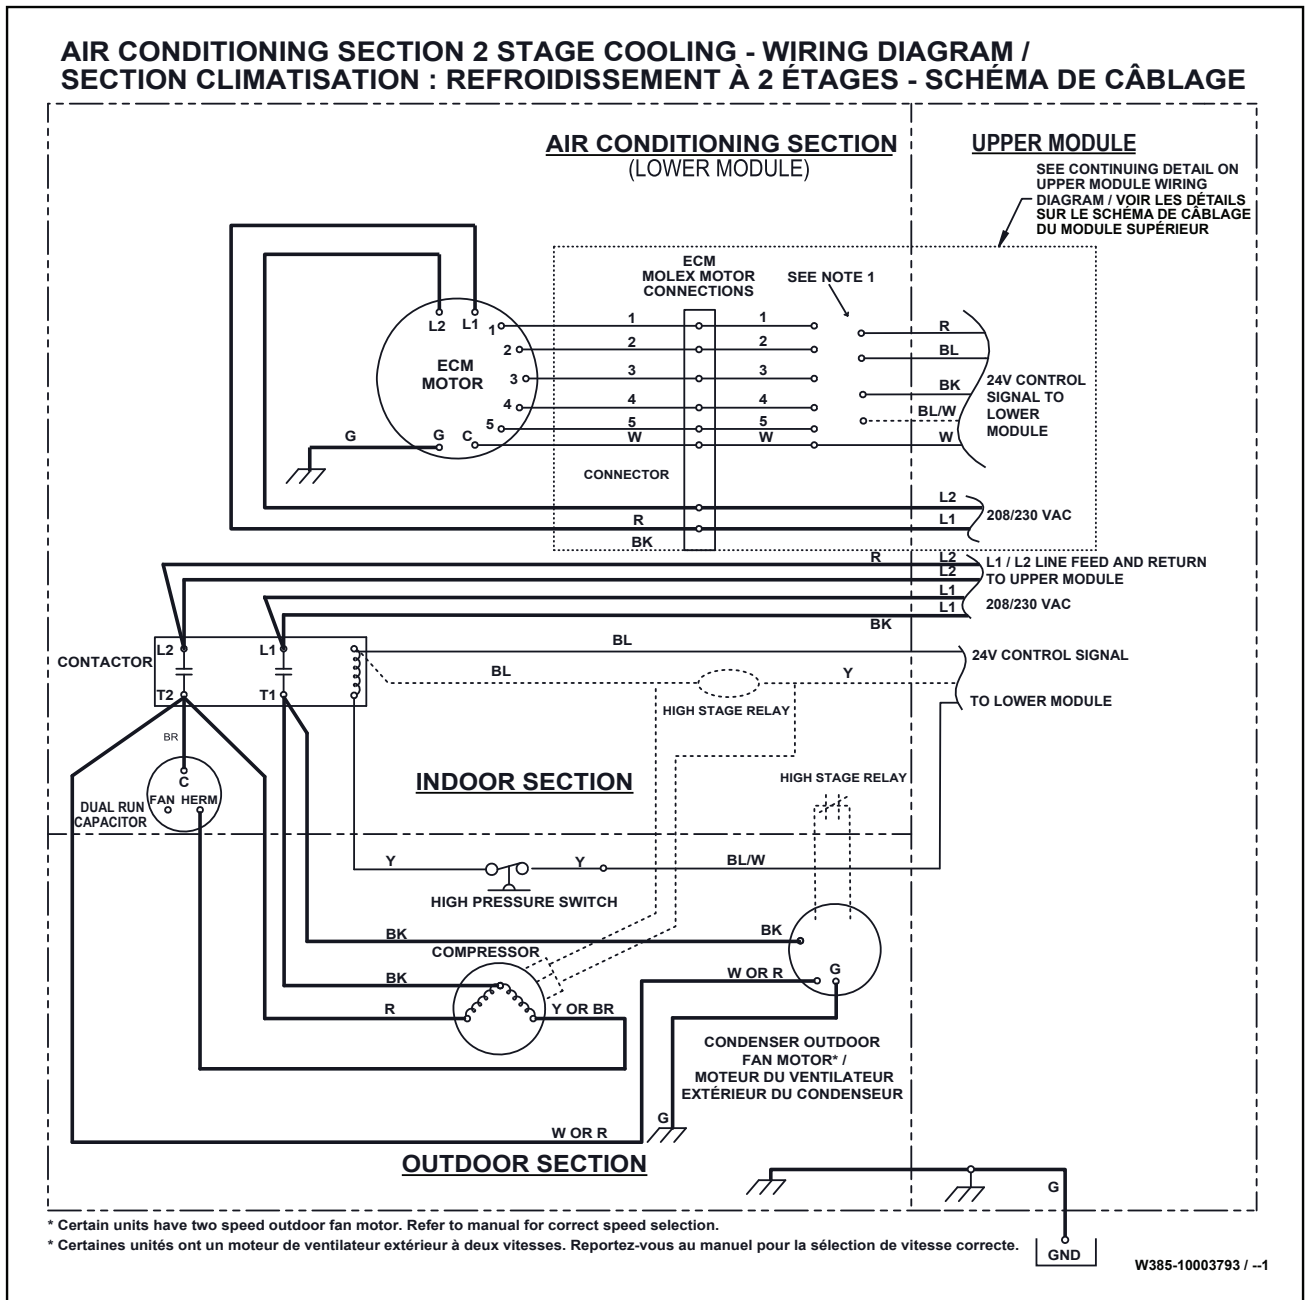 AIR CONDITIONING SECTION 2 STAGE COOLING - WIRING DIAGRAM /
SECTION CLIMATISATION : REFROIDISSEMENT À 2 ÉTAGES - SCHÉMA DE CÂBLAGE
AIR CONDITIONING SECTION
(LOWER MODULE)
UPPER MODULE
SEE CONTINUING DETAIL ON
UPPER MODULE WIRING
DIAGRAM / VOIR LES DÉTAILS
SUR LE SCHÉMA DE CÂBLAGE
DU MODULE SUPÉRIEUR
ECM
MOLEX MOTOR
CONNECTIONS
SEE NOTE 1
L2 L1
ECM
MOTOR
1 1 1 R
2 2 2 BL
3 3 3 BK
4 4 4 BL/W
5 5 5
G G C W W W
24V CONTROL
SIGNAL TO
LOWER
MODULE
CONNECTOR
L2
R L1
BK
208/230 VAC
R L2
L2
L1
L1
BK
L1 / L2 LINE FEED AND RETURN
TO UPPER MODULE
208/230 VAC
CONTACTOR
L2 L1
T2 T1
BL
BL Y
HIGH STAGE RELAY
24V CONTROL SIGNAL
TO LOWER MODULE
BR
C
FAN HERM
DUAL RUN
CAPACITOR
INDOOR SECTION
HIGH STAGE RELAY
Y Y BL/W
HIGH PRESSURE SWITCH
BK BK
COMPRESSOR
BK
R Y OR BR
W OR R G
CONDENSER OUTDOOR
FAN MOTOR* /
MOTEUR DU VENTILATEUR
EXTÉRIEUR DU CONDENSEUR
G
W OR R
OUTDOOR SECTION
G
GND
* Certain units have two speed outdoor fan motor. Refer to manual for correct speed selection.
* Certaines unités ont un moteur de ventilateur extérieur à deux vitesses. Reportez-vous au manuel pour la sélection de vitesse correcte.
W385-10003793 / --1